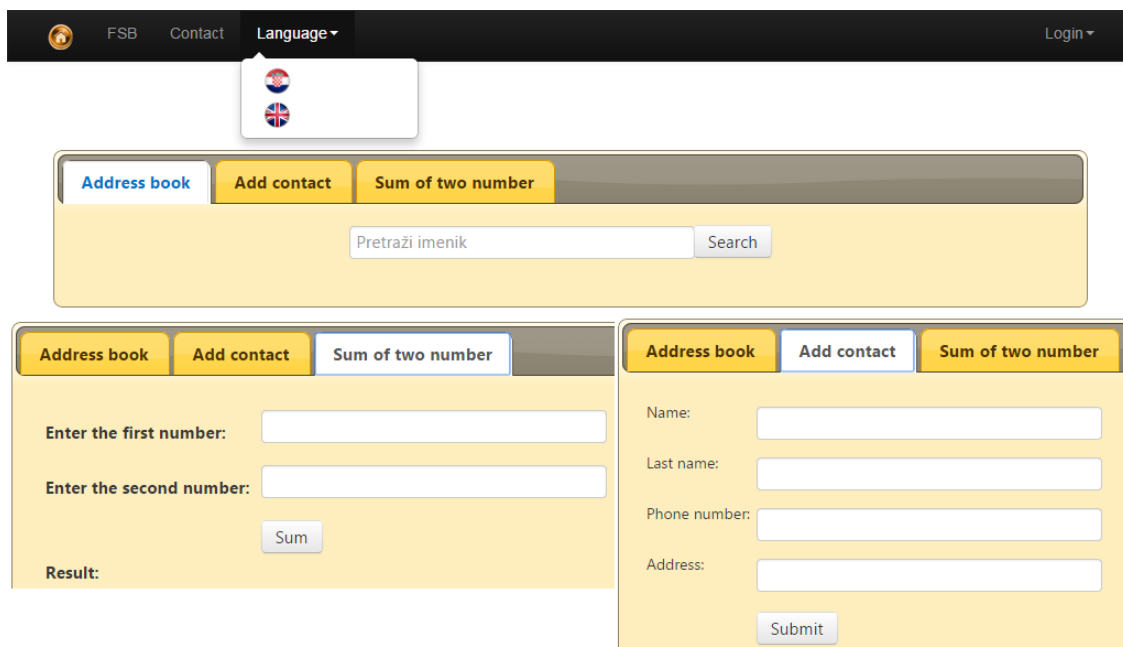 FSB Contact Language Login
Address book Add contact Sum of two number
Pretraži imenik Search
Address book Add contact Sum of two number
Enter the first number:
Enter the second number:
Sum
Result:
Address book Add contact Sum of two number
Name:
Last name:
Phone number:
Address:
Submit